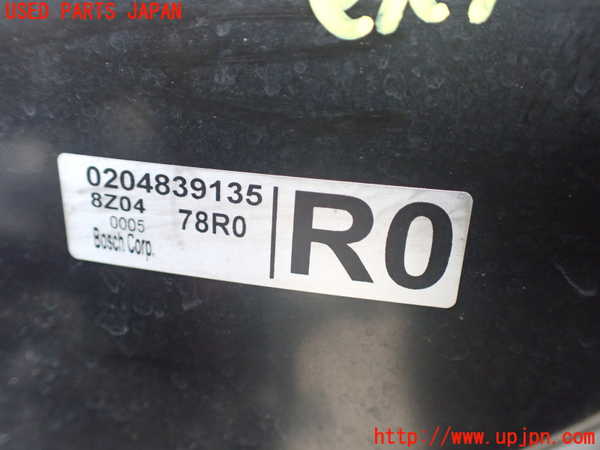 USED PARTS JAPAN
0204839135
8Z04
0005 78R0
Bosch Corp.
R0
http://www.upjpn.com/